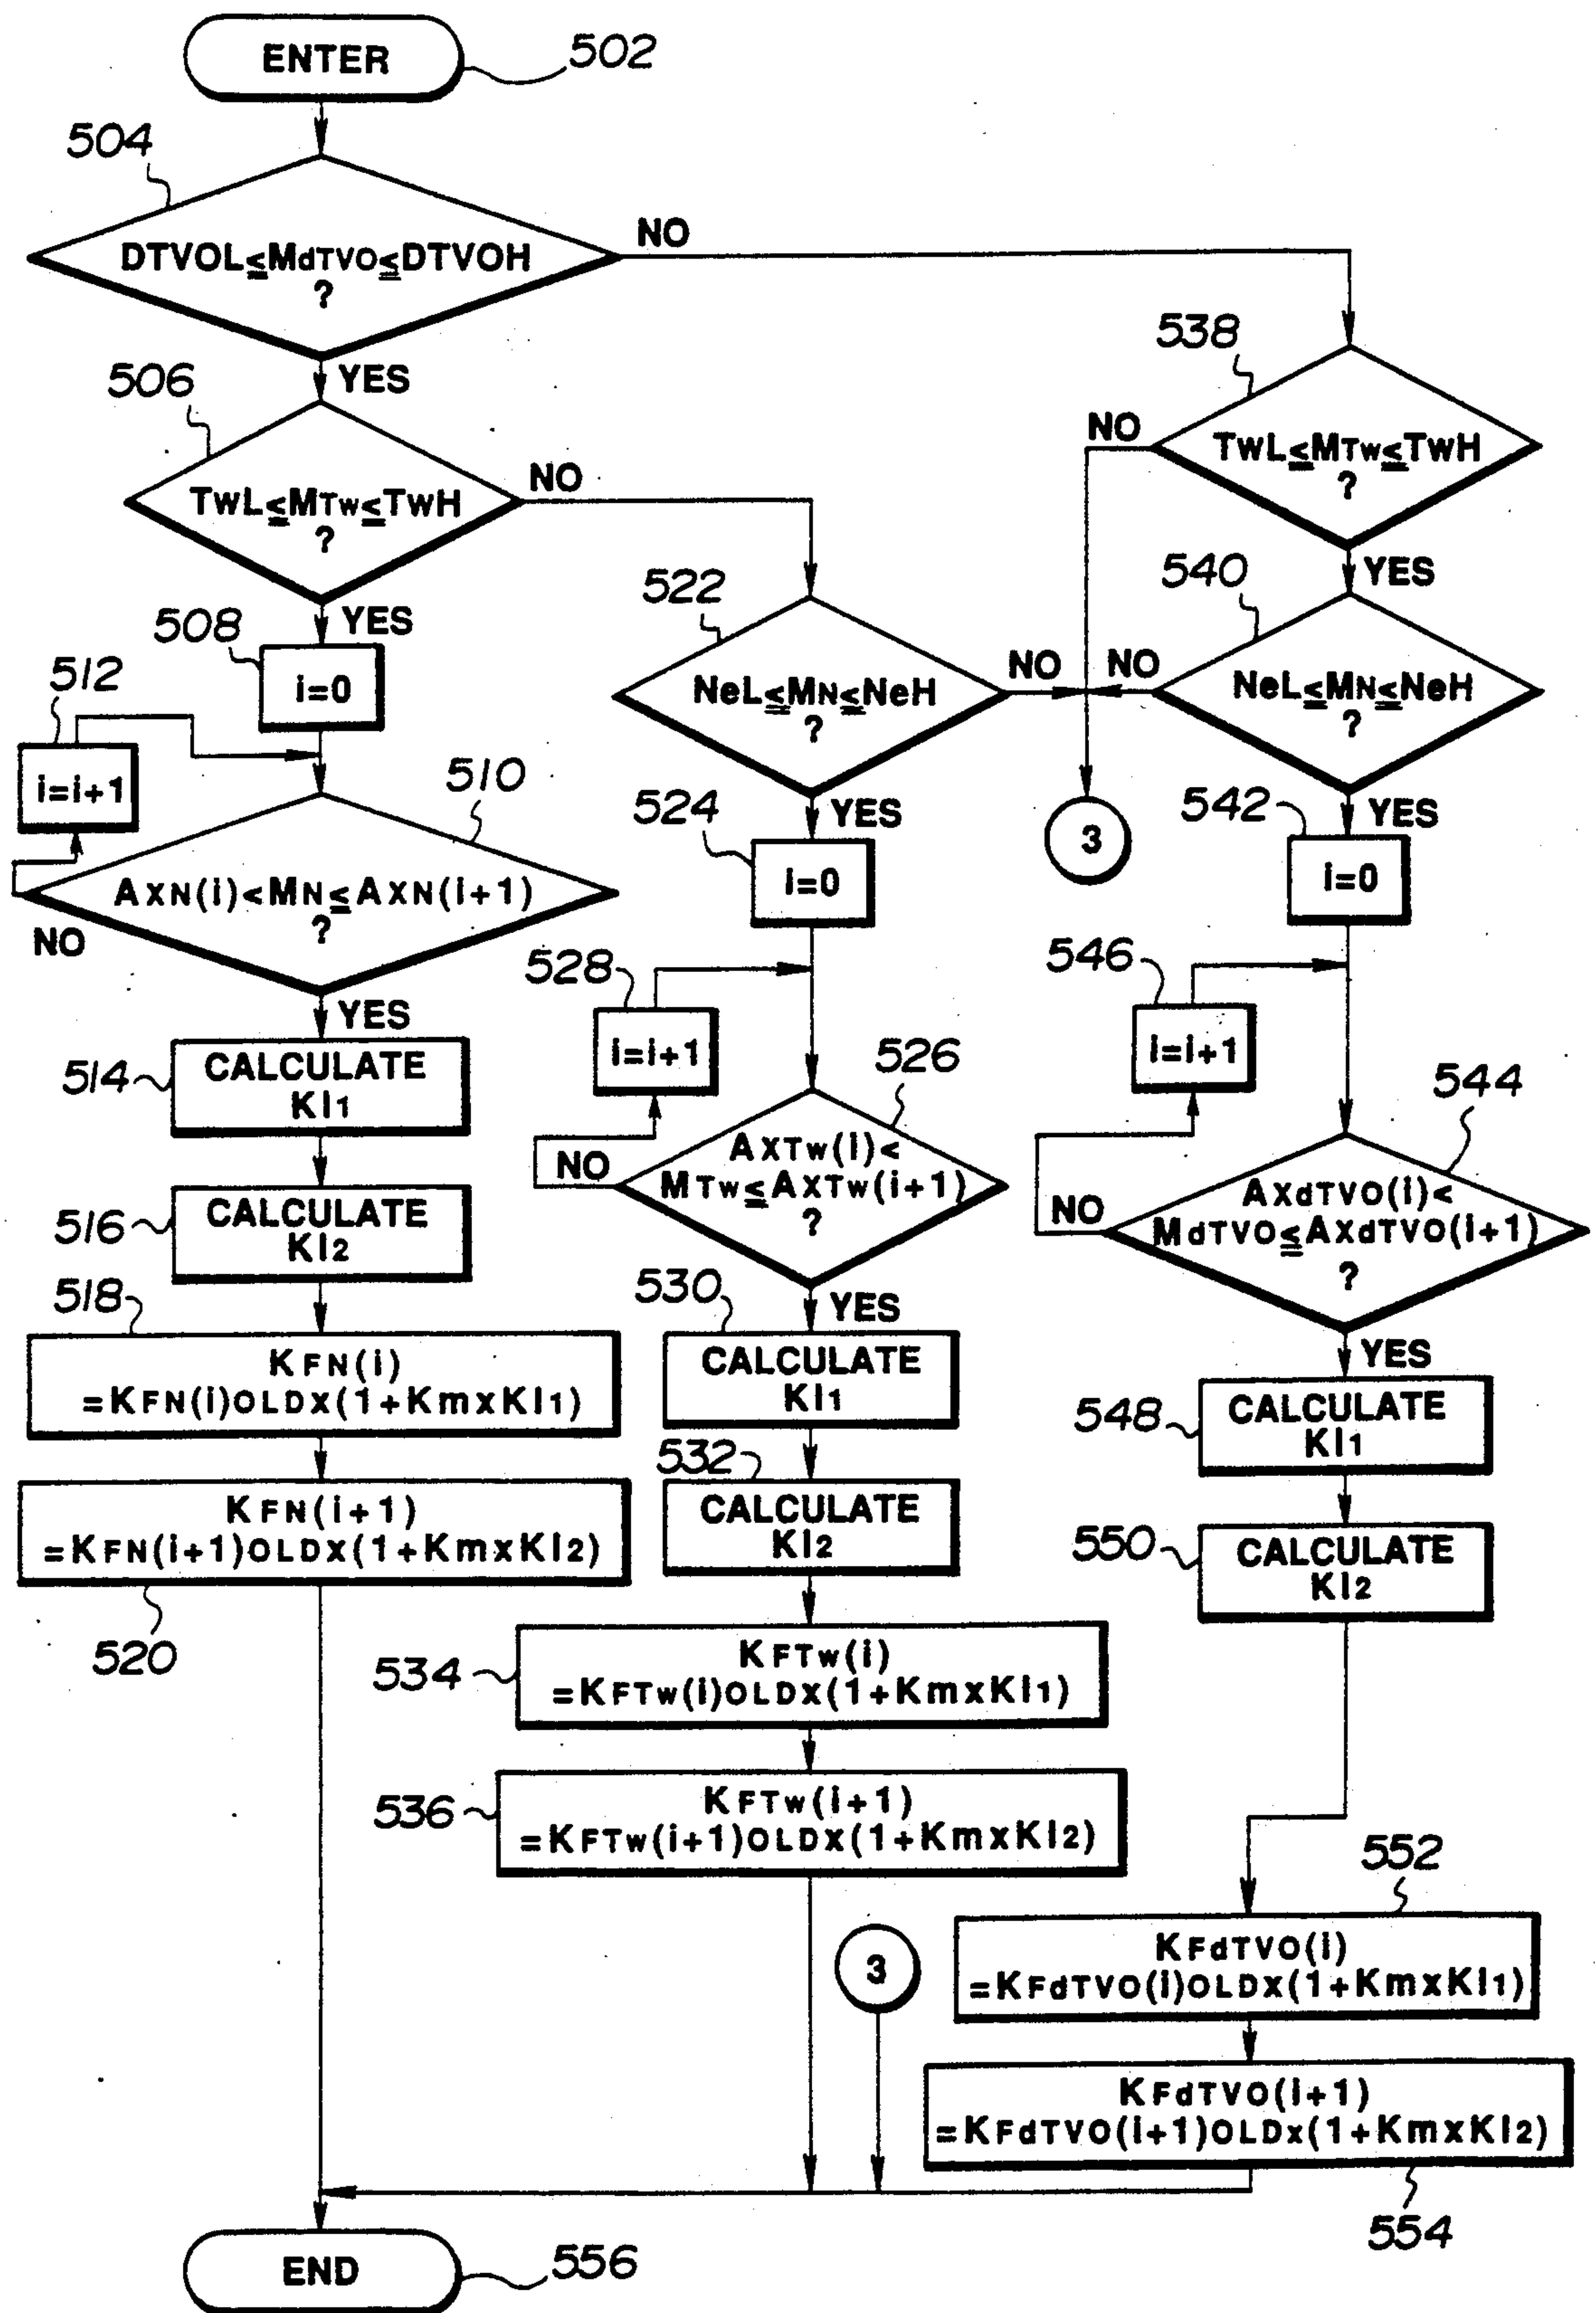 ENTER
502
504
DTVOL≦MdTVO≦DTVOH
?
NO
YES
506
TwL≦MTw≦TwH
?
NO
YES
508
i=0
512
i=i+1
510
AXN(i)<MN≦AXN(i+1)
?
NO
YES
514
CALCULATE
KI1
516
CALCULATE
KI2
518
KFN(i)
=KFN(i)OLDx(1+KmxKI1)
KFN(i+1)
=KFN(i+1)OLDx(1+KmxKI2)
520
522
NeL≦MN≦NeH
?
NO
YES
524
i=0
528
i=i+1
526
AXTw(i)<
MTw≦AXTw(i+1)
?
NO
YES
530
CALCULATE
KI1
532
CALCULATE
KI2
534
KFTw(i)
=KFTw(i)OLDx(1+KmxKI1)
536
KFTw(i+1)
=KFTw(i+1)OLDx(1+KmxKI2)
538
TwL≦MTw≦TwH
?
NO
YES
540
NeL≦MN≦NeH
?
NO
YES
3
542
i=0
546
i=i+1
544
AXdTVO(i)<
MdTVO≦AXdTVO(i+1)
?
NO
YES
548
CALCULATE
KI1
550
CALCULATE
KI2
552
KFdTVO(i)
=KFdTVO(i)OLDx(1+KmxKI1)
KFdTVO(i+1)
=KFdTVO(i+1)OLDx(1+KmxKI2)
554
3
END
556